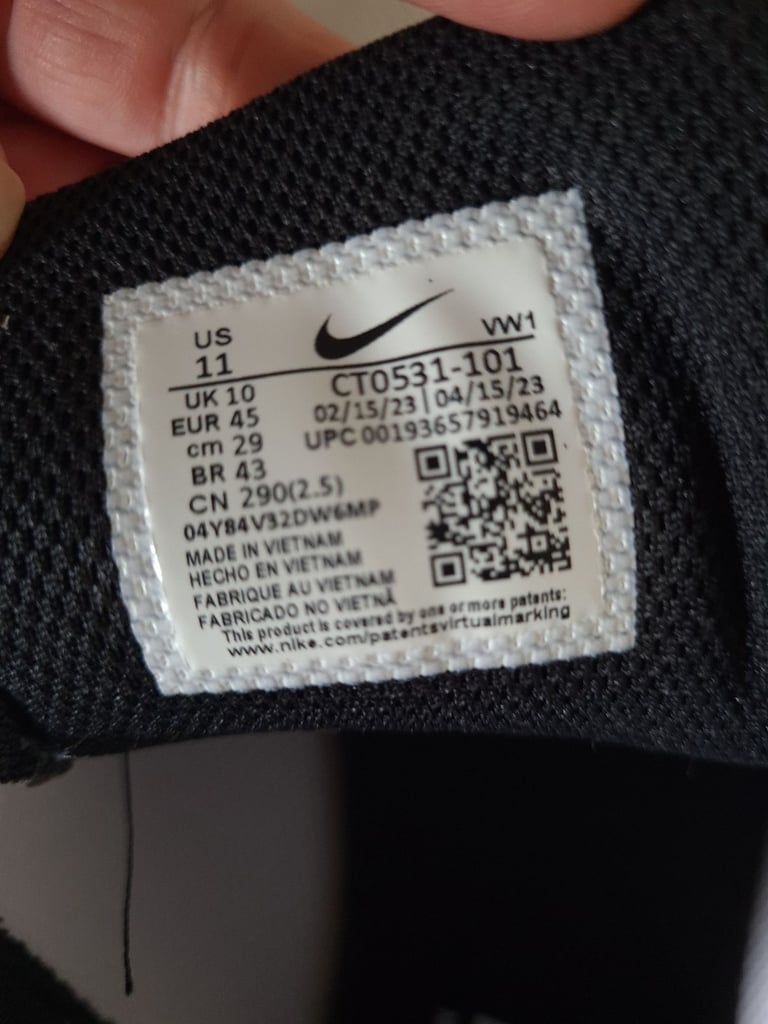 US
11
VW1
UK 10
EUR 45
cm 29
BR 43
CN 290(2.5)
CT0531-101
02/15/23 | 04/15/23
UPC 00193657919464
04Y84V32DW6MP
MADE IN VIETNAM
HECHO EN VIETNAM
FABRIQUE AU VIETNAM
FABRICADO NO VIETNÃ
This product is covered by one or more patents:
www.nike.com/patentsvirtualmarking